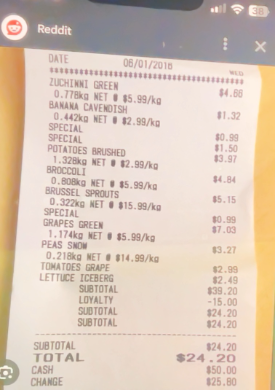 38
Reddit
DATE 06/01/2018
ZUCHINNI GREEN $4.66
0.778kg NET @ $5.99/kg
BANANA CAVENDISH $1.32
0.442kg NET @ $2.99/kg
SPECIAL $0.99
SPECIAL $1.50
POTATOES BRUSHED $3.97
1.328kg NET @ $2.99/kg
BROCCOLI $4.84
0.808kg NET @ $5.99/kg
BRUSSEL SPROUTS $5.15
0.322kg NET @ $15.99/kg
SPECIAL $0.99
GRAPES GREEN $7.03
1.174kg NET @ $5.99/kg
PEAS SNOW $3.27
0.218kg NET @ $14.99/kg
TOMATOES GRAPE $2.99
LETTUCE ICEBERG $2.49
SUBTOTAL $39.20
LOYALTY -15.00
SUBTOTAL $24.20
SUBTOTAL $24.20
SUBTOTAL $24.20
TOTAL $24.20
CASH $50.00
CHANGE $25.80